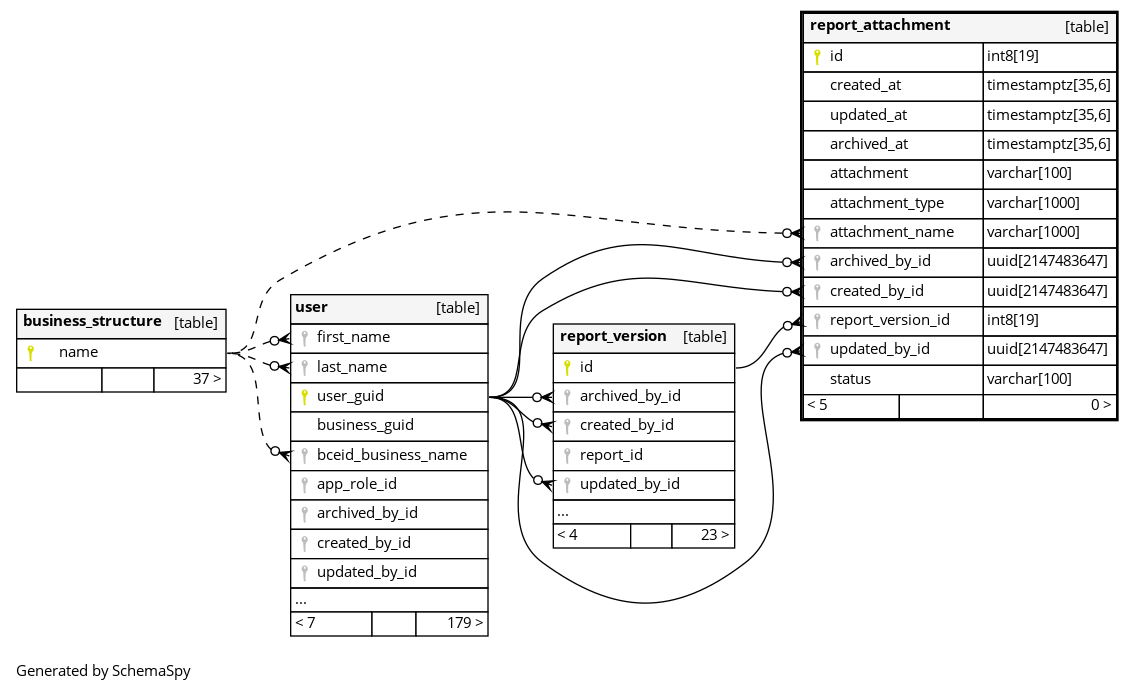 report_attachment [table]
id int8[19]
created_at timestamptz[35,6]
updated_at timestamptz[35,6]
archived_at timestamptz[35,6]
attachment varchar[100]
attachment_type varchar[1000]
attachment_name varchar[1000]
archived_by_id uuid[2147483647]
created_by_id uuid[2147483647]
report_version_id int8[19]
updated_by_id uuid[2147483647]
status varchar[100]
< 5 0 >
business_structure [table]
name
37 >
user [table]
first_name
last_name
user_guid
business_guid
bceid_business_name
app_role_id
archived_by_id
created_by_id
updated_by_id
...
< 7 179 >
report_version [table]
id
archived_by_id
created_by_id
report_id
updated_by_id
...
< 4 23 >
Generated by SchemaSpy